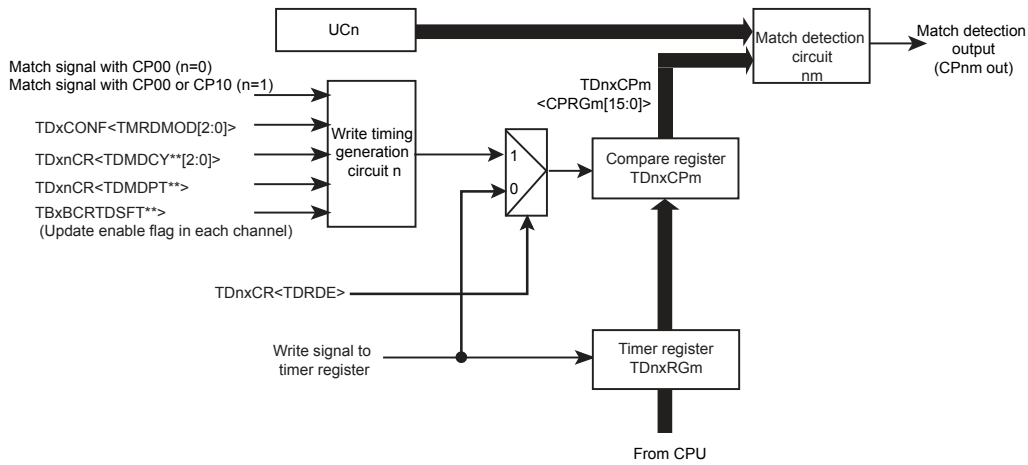 UCn
Match detection
circuit
nm
Match detection
output
(CPnm out)
Match signal with CP00 (n=0)
Match signal with CP00 or CP10 (n=1)
TDxCONF<TMRDMOD[2:0]>
TDxnCR<TDMDCY**[2:0]>
TDxnCR<TDMDPT**>
TBxBCRTDSFT**>
(Update enable flag in each channel)
Write timing
generation
circuit n
1
0
TDnxCPm
<CPRGm[15:0]>
Compare register
TDnxCPm
TDnxCR<TDRDE>
Write signal to
timer register
Timer register
TDnxRGm
From CPU